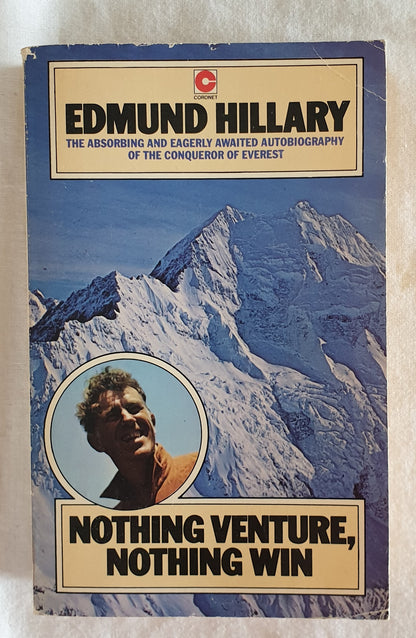 CORONET
EDMUND HILLARY
THE ABSORBING AND EAGERLY AWAITED AUTOBIOGRAPHY
OF THE CONQUEROR OF EVEREST
NOTHING VENTURE,
NOTHING WIN